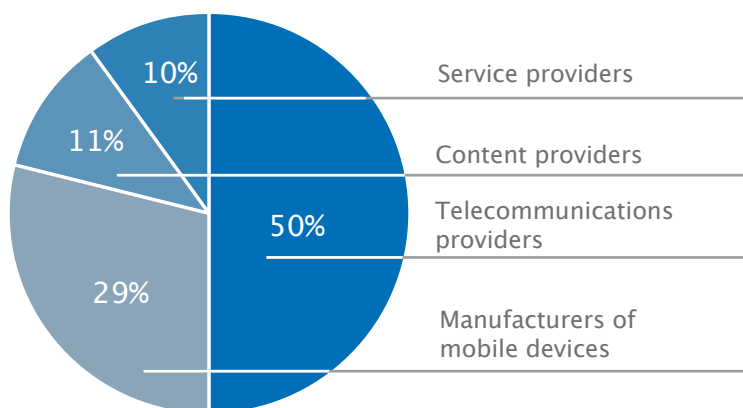 10%
Service providers
11%
Content providers
50%
Telecommunications
providers
29%
Manufacturers of
mobile devices